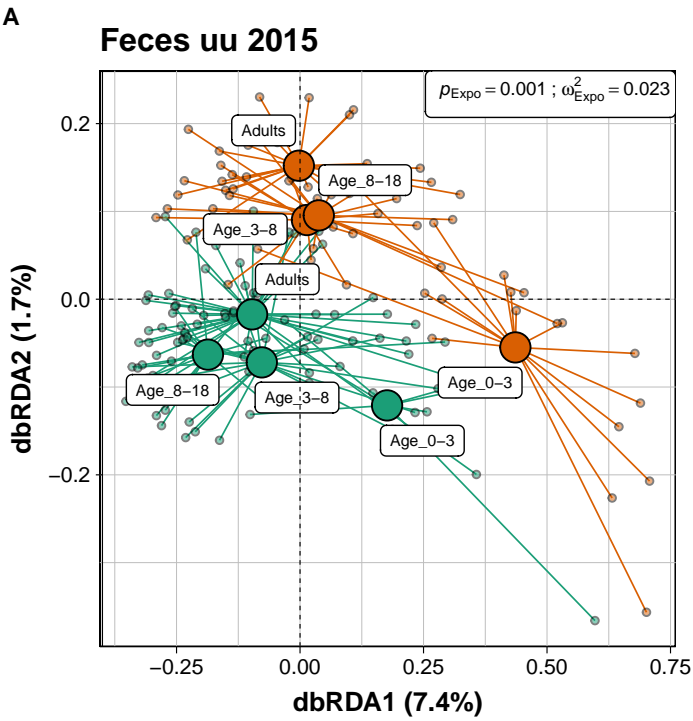 A
Feces uu 2015
p_Expo = 0.001 ; ω²_Expo = 0.023
Adults
Age_8−18
Age_3−8
Adults
Age_8−18
Age_3−8
Age_0−3
Age_0−3
0.2
0.0
−0.2
−0.25
0.00
0.25
0.50
0.75
dbRDA1 (7.4%)
dbRDA2 (1.7%)